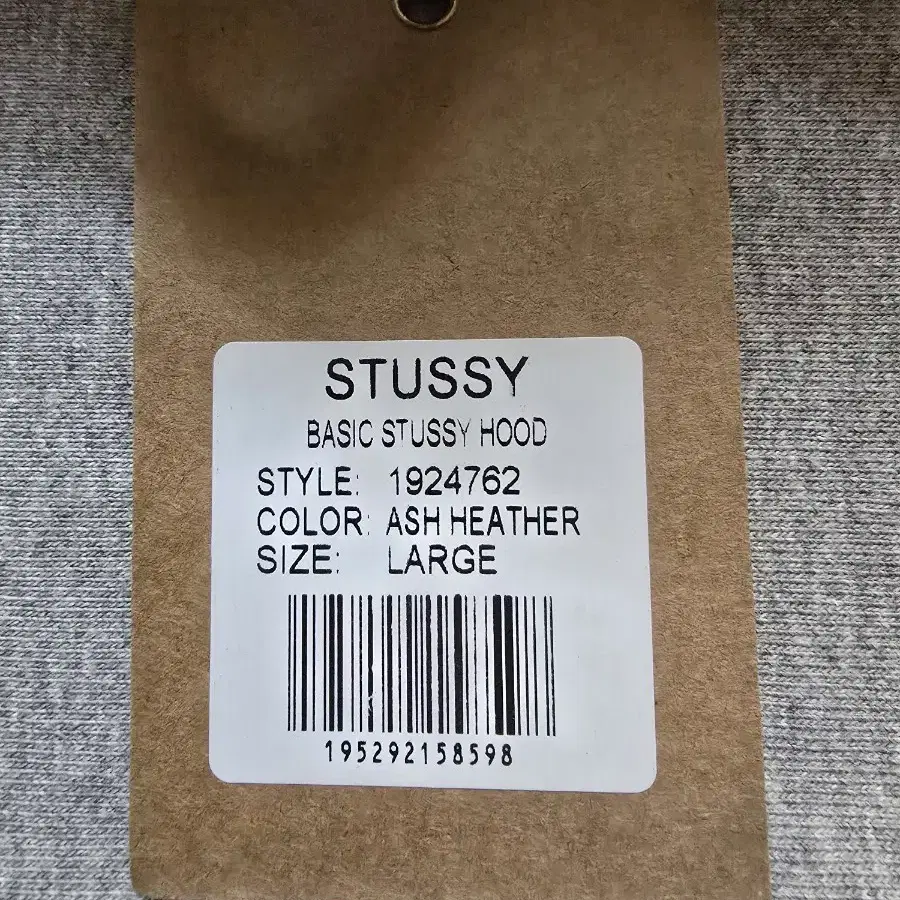 STUSSY
BASIC STUSSY HOOD
STYLE: 1924762
COLOR: ASH HEATHER
SIZE: LARGE
195292158598